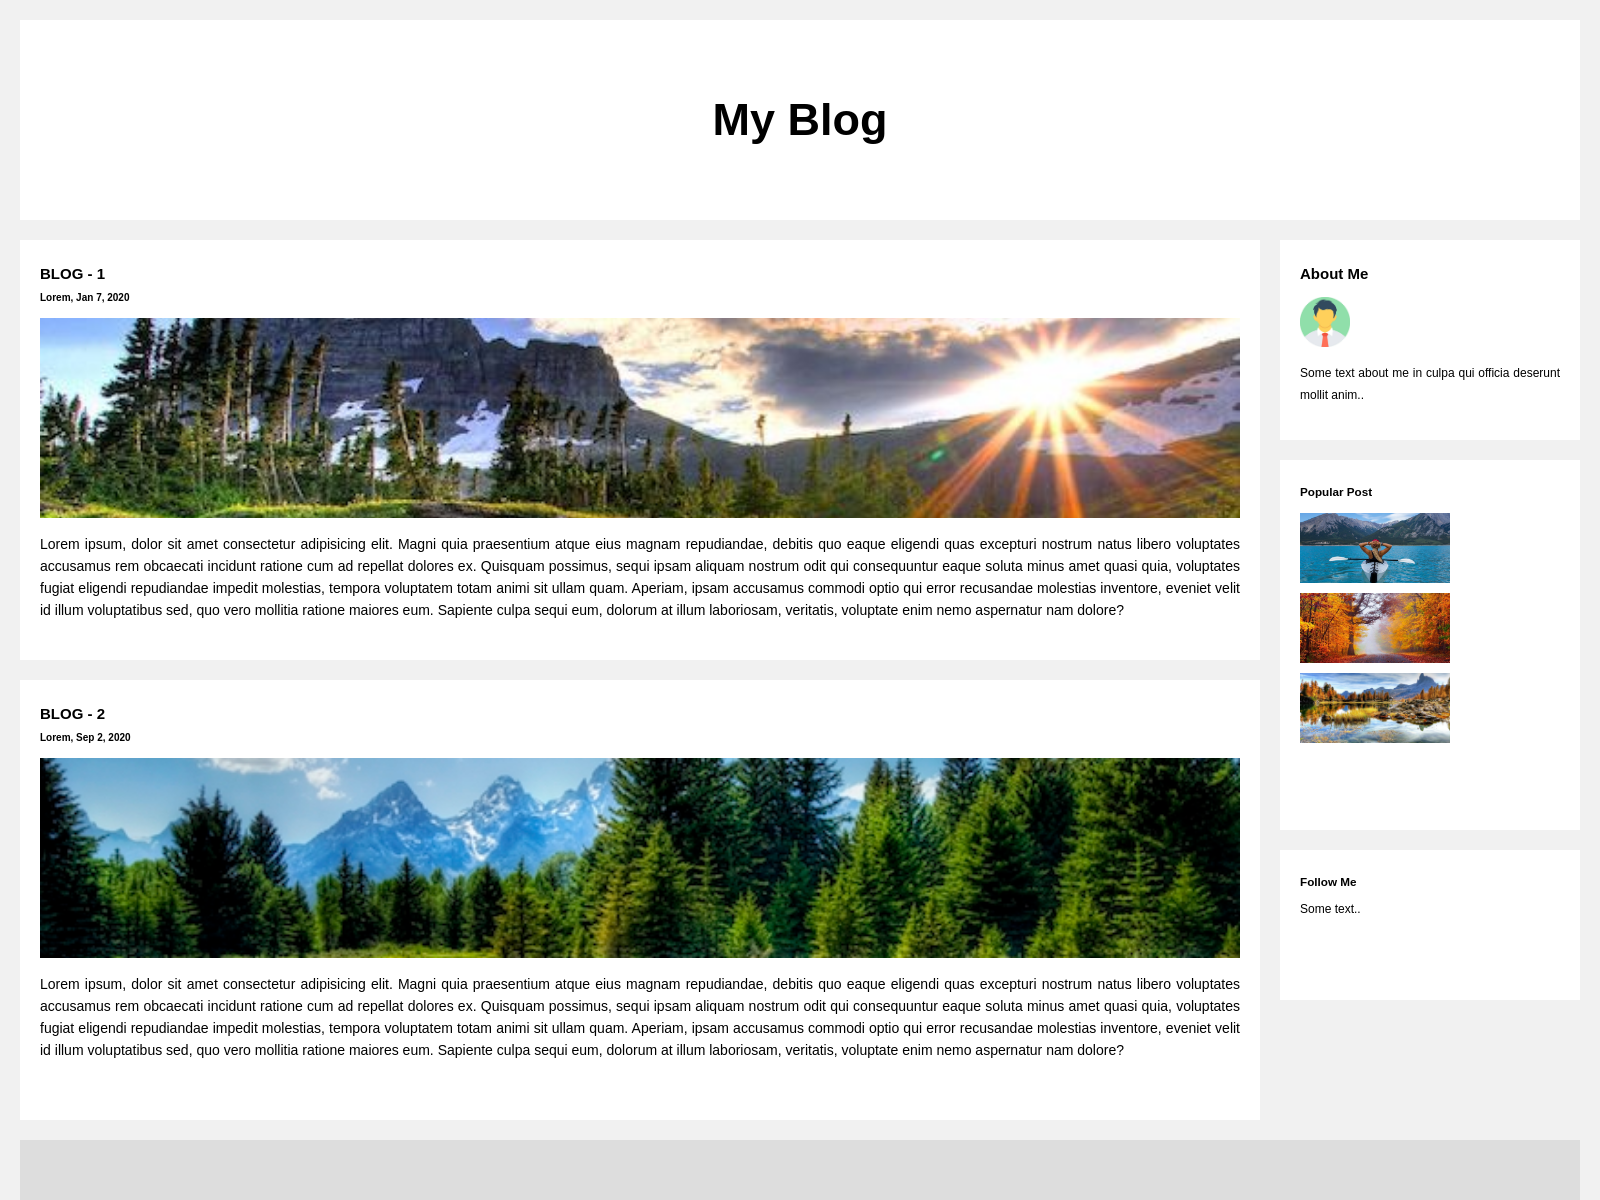 My Blog
BLOG - 1
Lorem, Jan 7, 2020
Lorem ipsum, dolor sit amet consectetur adipisicing elit. Magni quia praesentium atque eius magnam repudiandae, debitis quo eaque eligendi quas excepturi nostrum natus libero voluptates
accusamus rem obcaecati incidunt ratione cum ad repellat dolores ex. Quisquam possimus, sequi ipsam aliquam nostrum odit qui consequuntur eaque soluta minus amet quasi quia, voluptates
fugiat eligendi repudiandae impedit molestias, tempora voluptatem totam animi sit ullam quam. Aperiam, ipsam accusamus commodi optio qui error recusandae molestias inventore, eveniet velit
id illum voluptatibus sed, quo vero mollitia ratione maiores eum. Sapiente culpa sequi eum, dolorum at illum laboriosam, veritatis, voluptate enim nemo aspernatur nam dolore?
BLOG - 2
Lorem, Sep 2, 2020
Lorem ipsum, dolor sit amet consectetur adipisicing elit. Magni quia praesentium atque eius magnam repudiandae, debitis quo eaque eligendi quas excepturi nostrum natus libero voluptates
accusamus rem obcaecati incidunt ratione cum ad repellat dolores ex. Quisquam possimus, sequi ipsam aliquam nostrum odit qui consequuntur eaque soluta minus amet quasi quia, voluptates
fugiat eligendi repudiandae impedit molestias, tempora voluptatem totam animi sit ullam quam. Aperiam, ipsam accusamus commodi optio qui error recusandae molestias inventore, eveniet velit
id illum voluptatibus sed, quo vero mollitia ratione maiores eum. Sapiente culpa sequi eum, dolorum at illum laboriosam, veritatis, voluptate enim nemo aspernatur nam dolore?
About Me
Some text about me in culpa qui officia deserunt
mollit anim..
Popular Post
Follow Me
Some text..